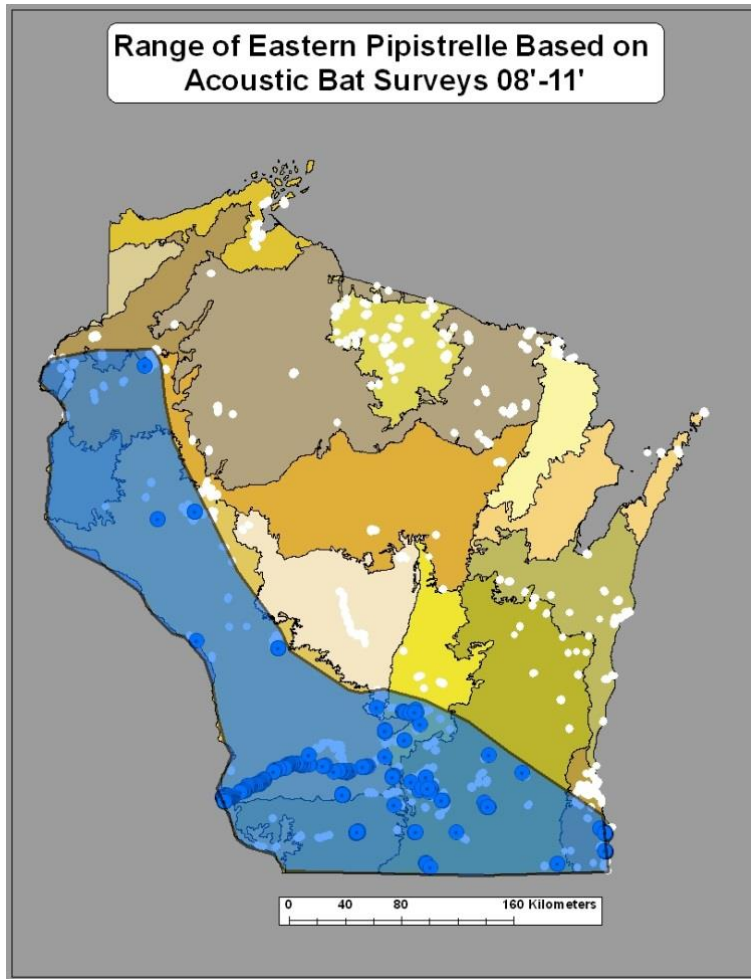 Range of Eastern Pipistrelle Based on
Acoustic Bat Surveys 08'-11'
0 40 80 160 Kilometers